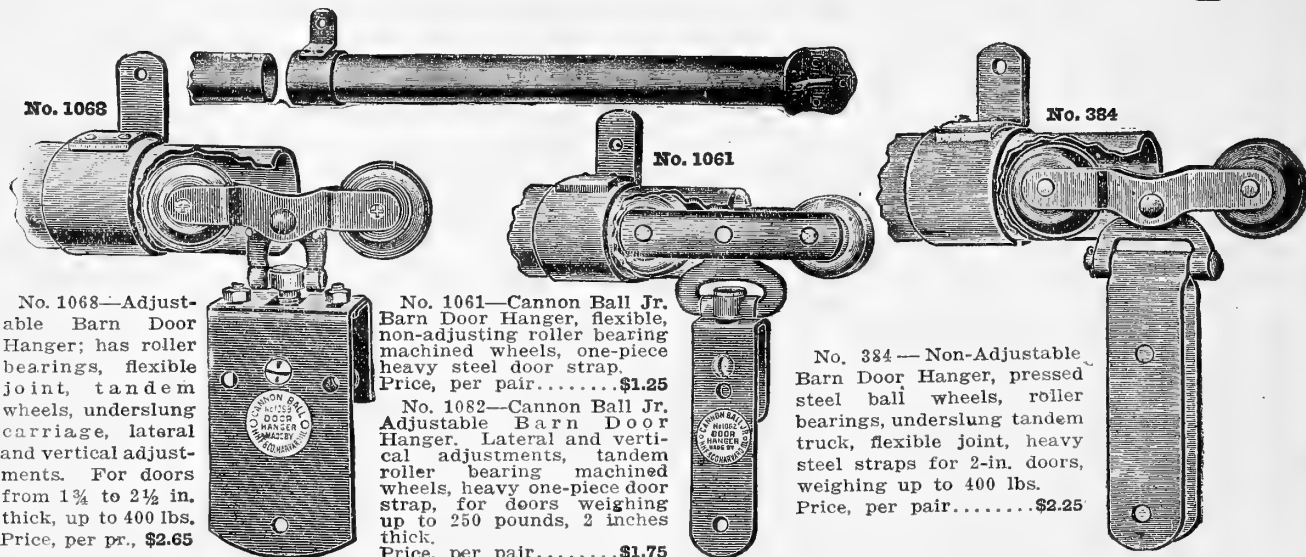 No. 1068
No. 1061
No. 384
No. 1068—Adjust-
able Barn Door
Hanger; has roller
bearings, flexible
joint, tandem
wheels, underslung
carriage, lateral
and vertical adjust-
ments. For doors
from 1¾ to 2½ in.
thick, up to 400 lbs.
Price, per pr., $2.65
CANNON BALL
DOOR
HANGER
MADE BY
No. 1061—Cannon Ball Jr.
Barn Door Hanger, flexible,
non-adjusting roller bearing
machined wheels, one-piece
heavy steel door strap.
Price, per pair........$1.25
No. 1082—Cannon Ball Jr.
Adjustable Barn Door
Hanger. Lateral and verti-
cal adjustments, tandem
roller bearing machined
wheels, heavy one-piece door
strap, for doors weighing
up to 250 pounds, 2 inches
thick.
Price, per pair........$1.75
CANNON BALL JR.
DOOR
HANGER
MADE BY
No. 384—Non-Adjustable
Barn Door Hanger, pressed
steel ball wheels, roller
bearings, underslung tandem
truck, flexible joint, heavy
steel straps for 2-in. doors,
weighing up to 400 lbs.
Price, per pair........$2.25